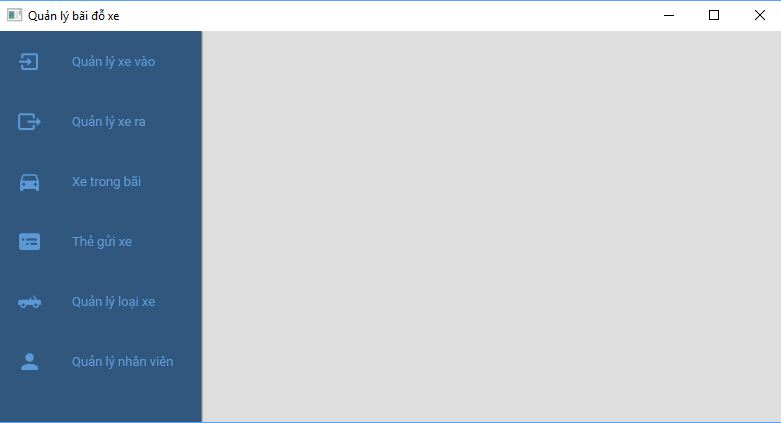 Quản lý bãi đỗ xe
Quản lý xe vào
Quản lý xe ra
Xe trong bãi
Thẻ gửi xe
Quản lý loại xe
Quản lý nhân viên